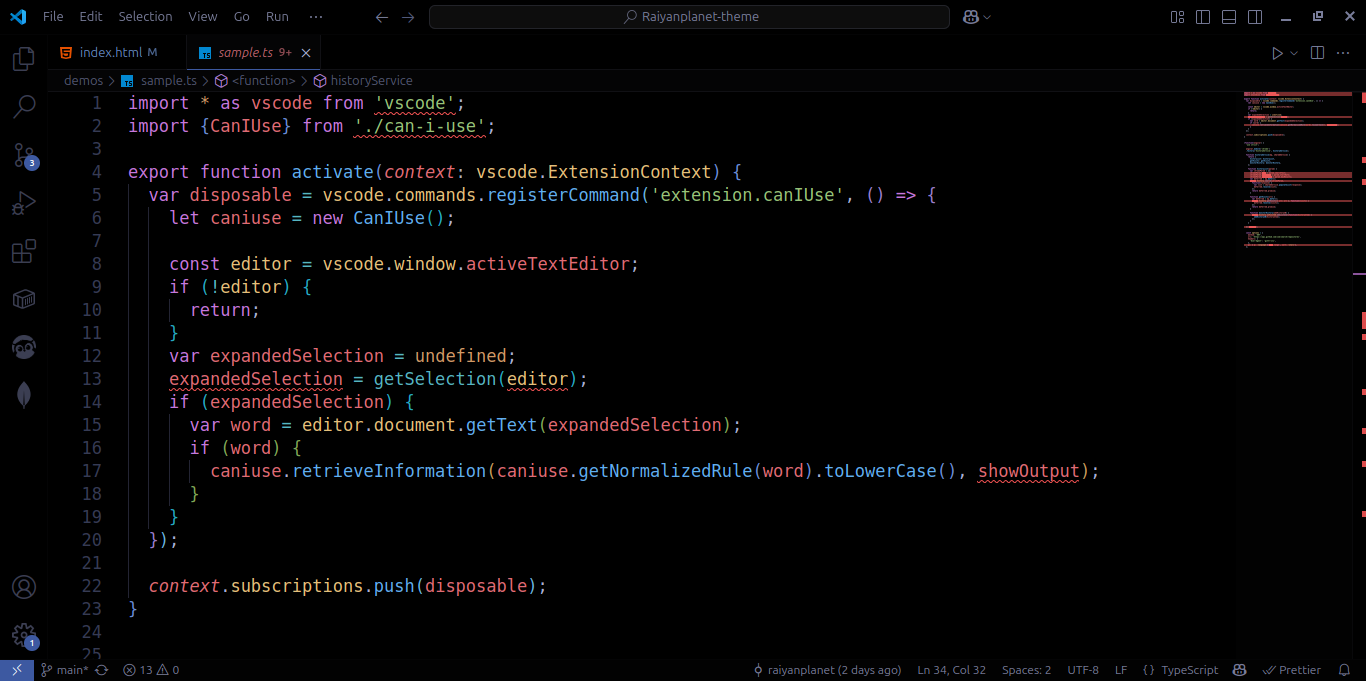 File Edit Selection View Go Run ··· Raiyanplanet-theme
index.html M TS sample.ts 9+
demos > TS sample.ts > <function> > historyService
1 import * as vscode from 'vscode';
2 import {CanIUse} from './can-i-use';
3
4 export function activate(context: vscode.ExtensionContext) {
5 var disposable = vscode.commands.registerCommand('extension.canIUse', () => {
6 let caniuse = new CanIUse();
7
8 const editor = vscode.window.activeTextEditor;
9 if (!editor) {
10 return;
11 }
12 var expandedSelection = undefined;
13 expandedSelection = getSelection(editor);
14 if (expandedSelection) {
15 var word = editor.document.getText(expandedSelection);
16 if (word) {
17 caniuse.retrieveInformation(caniuse.getNormalizedRule(word).toLowerCase(), showOutput);
18 }
19 }
20 });
21
22 context.subscriptions.push(disposable);
23 }
24
25
3
1
main* 13 0 raiyanplanet (2 days ago) Ln 34, Col 32 Spaces: 2 UTF-8 LF {} TypeScript Prettier